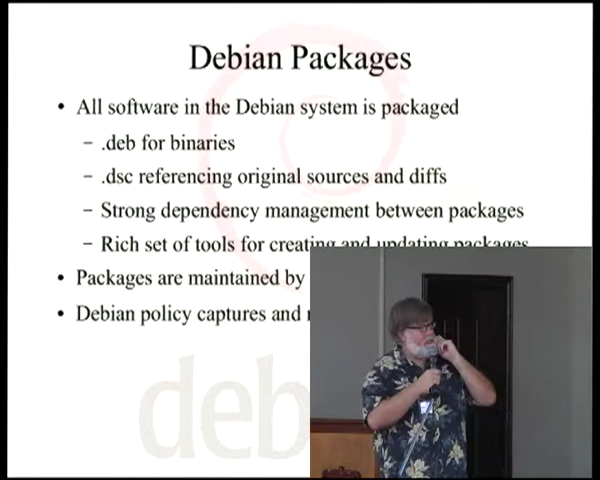 Debian Packages
• All software in the Debian system is packaged
– .deb for binaries
– .dsc referencing original sources and diffs
– Strong dependency management between packages
– Rich set of tools for creating and updating packages
• Packages are maintained by
• Debian policy captures and
deb